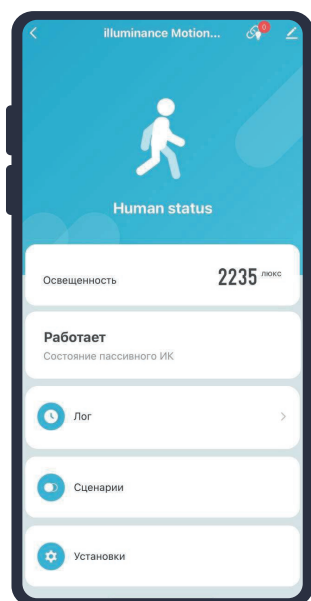 illuminance Motion...
0
Human status
Освещенность
2235 люкс
Работает
Состояние пассивного ИК
Лог
Сценарии
Установки